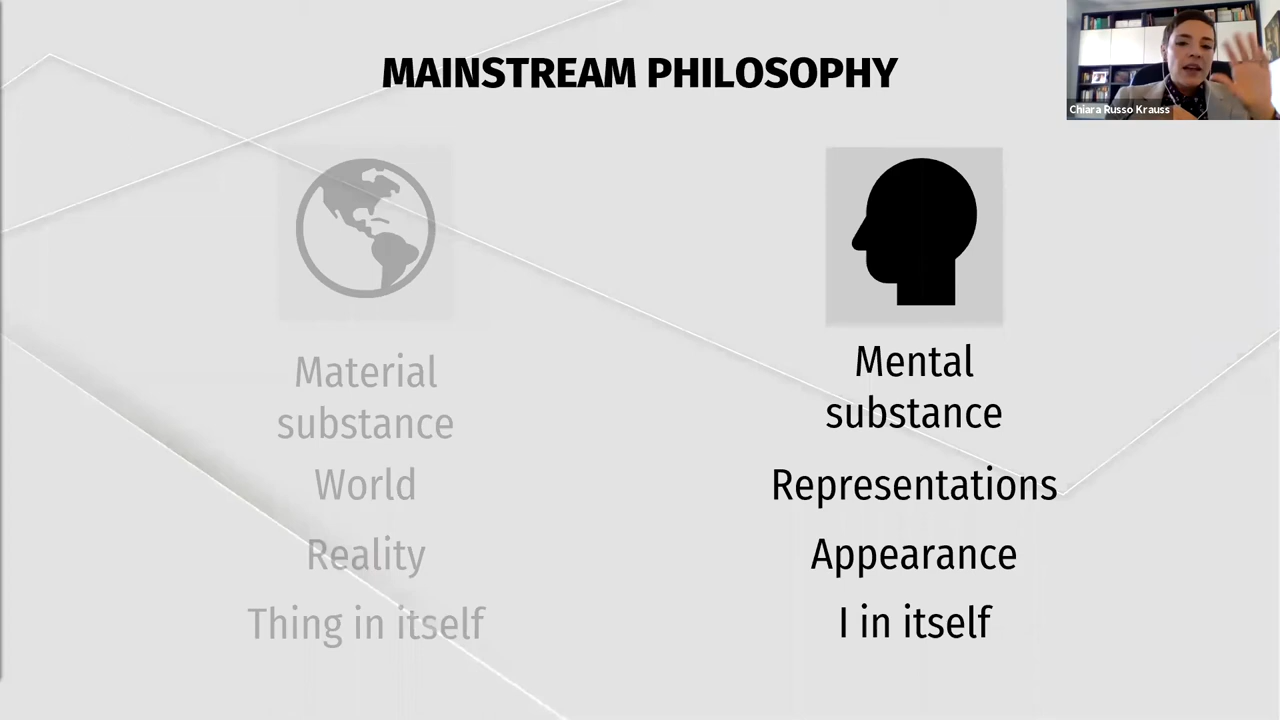 MAINSTREAM PHILOSOPHY
Chiara Russo Krauss
Material
substance
World
Reality
Thing in itself
Mental
substance
Representations
Appearance
I in itself